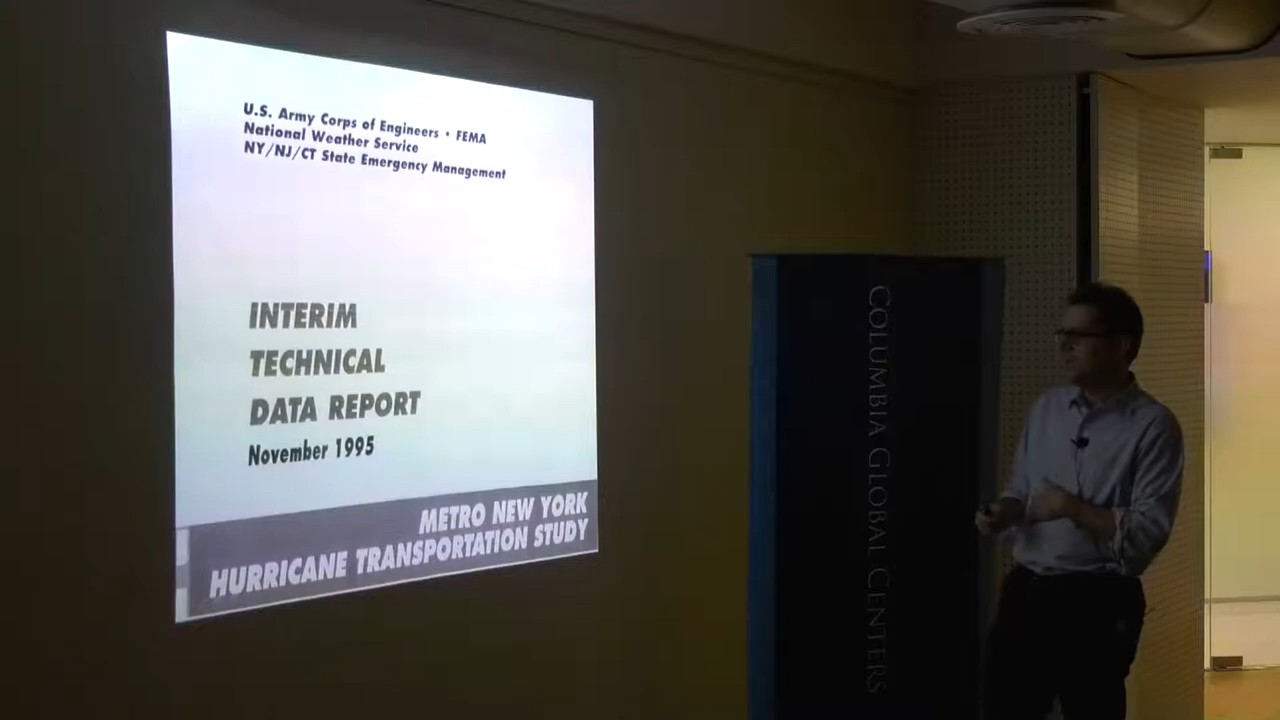 U.S. Army Corps of Engineers • FEMA
National Weather Service
NY/NJ/CT State Emergency Management
INTERIM
TECHNICAL
DATA REPORT
November 1995
METRO NEW YORK
HURRICANE TRANSPORTATION STUDY
COLUMBIA GLOBAL CENTERS